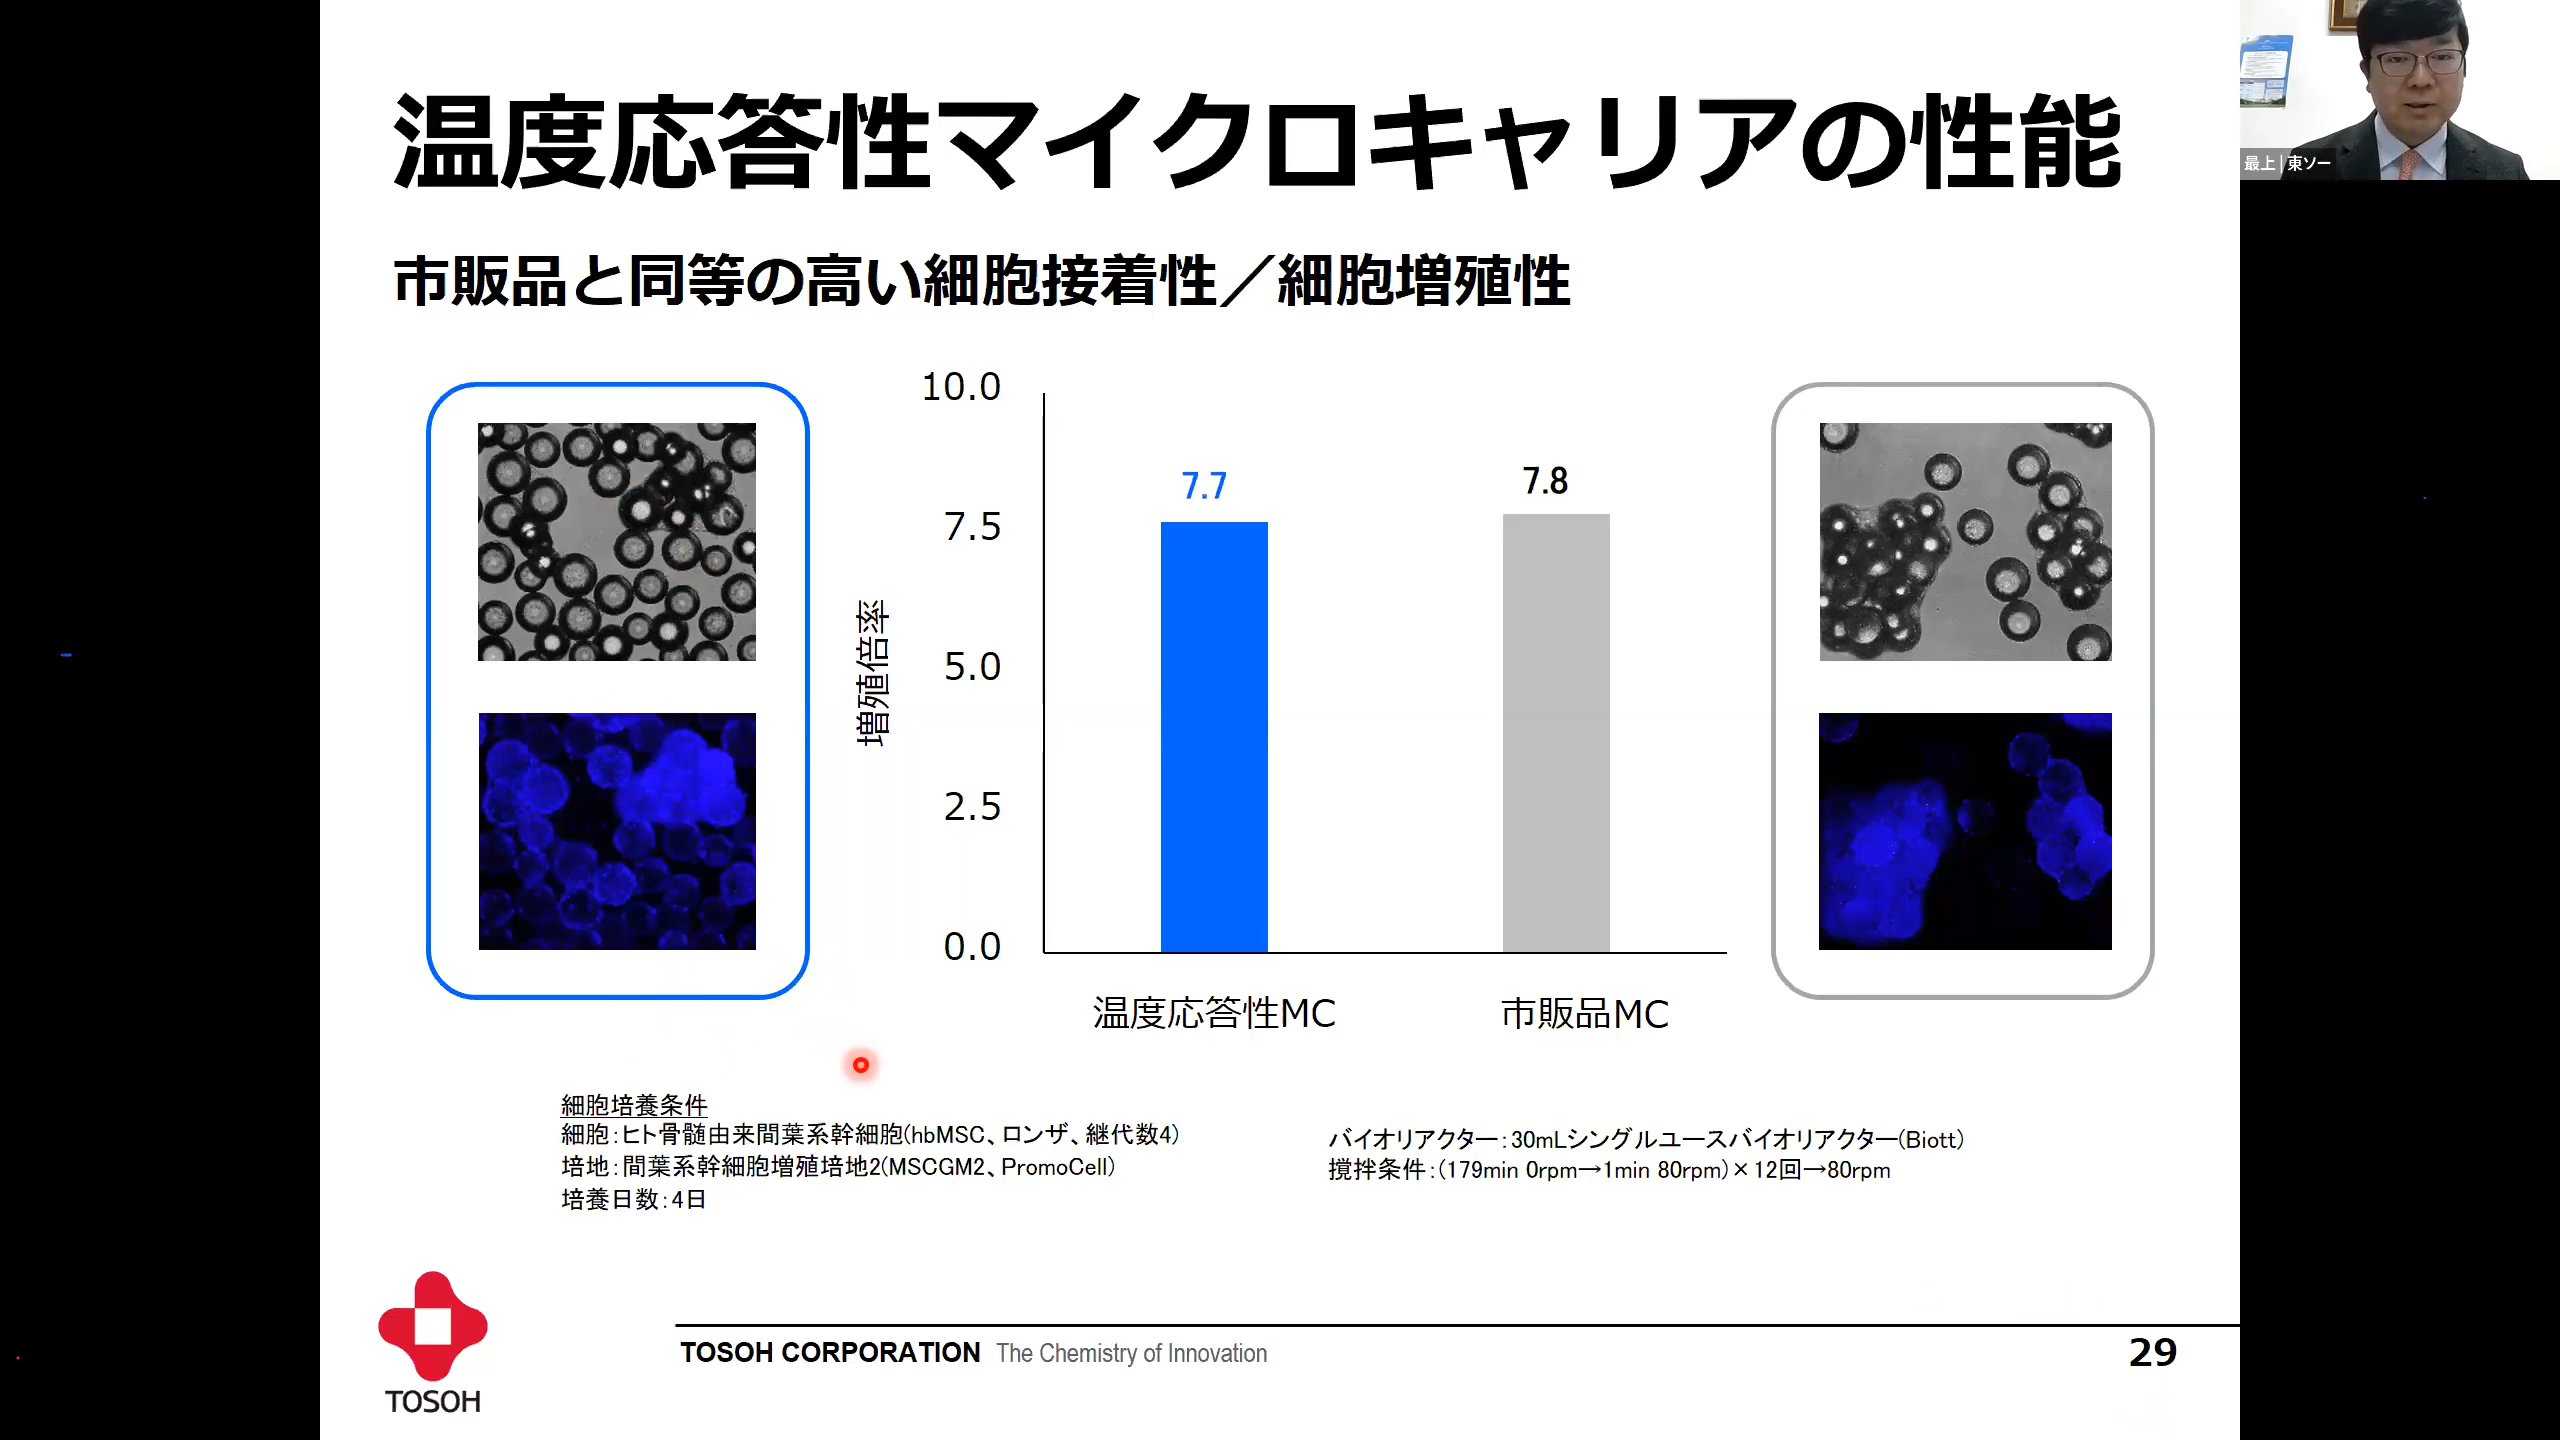 温度応答性マイクロキャリアの性能
最上 | 東ソー
市販品と同等の高い細胞接着性／細胞増殖性
増殖倍率
10.0
7.5
5.0
2.5
0.0
7.7
7.8
温度応答性MC
市販品MC
細胞培養条件
細胞：ヒト骨髄由来間葉系幹細胞(hbMSC、ロンザ、継代数4)
培地：間葉系幹細胞増殖培地2(MSCGM2、PromoCell)
培養日数：4日
バイオリアクター：30mLシングルユースバイオリアクター(Biott)
撹拌条件：(179min 0rpm→1min 80rpm)×12回→80rpm
TOSOH
TOSOH CORPORATION The Chemistry of Innovation
29